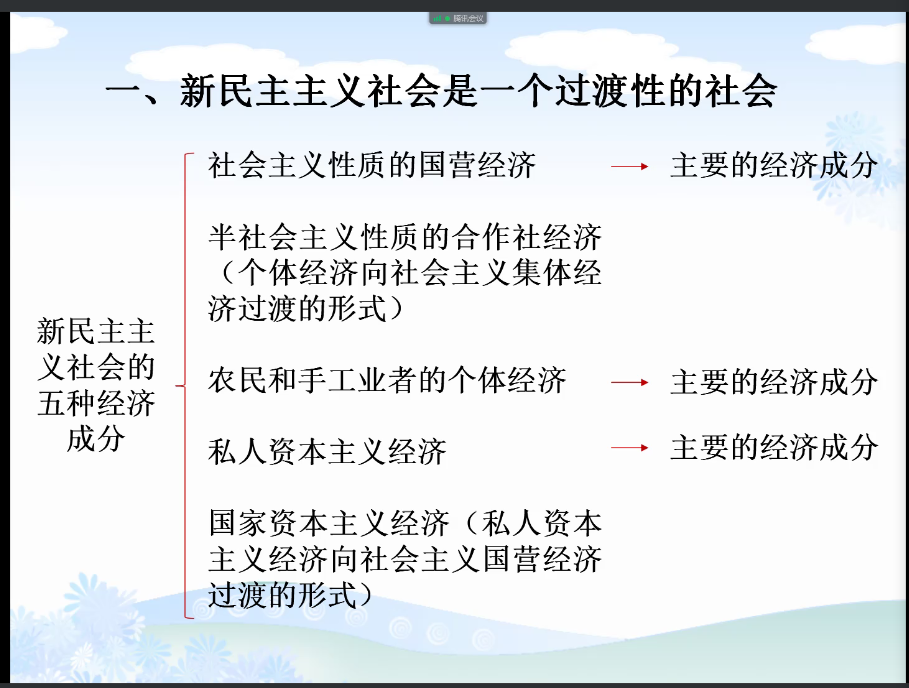 腾讯会议
一、新民主主义社会是一个过渡性的社会
社会主义性质的国营经济
主要的经济成分
半社会主义性质的合作社经济
（个体经济向社会主义集体经
济过渡的形式）
新民主主
义社会的
五种经济
成分
农民和手工业者的个体经济
主要的经济成分
私人资本主义经济
主要的经济成分
国家资本主义经济（私人资本
主义经济向社会主义国营经济
过渡的形式）